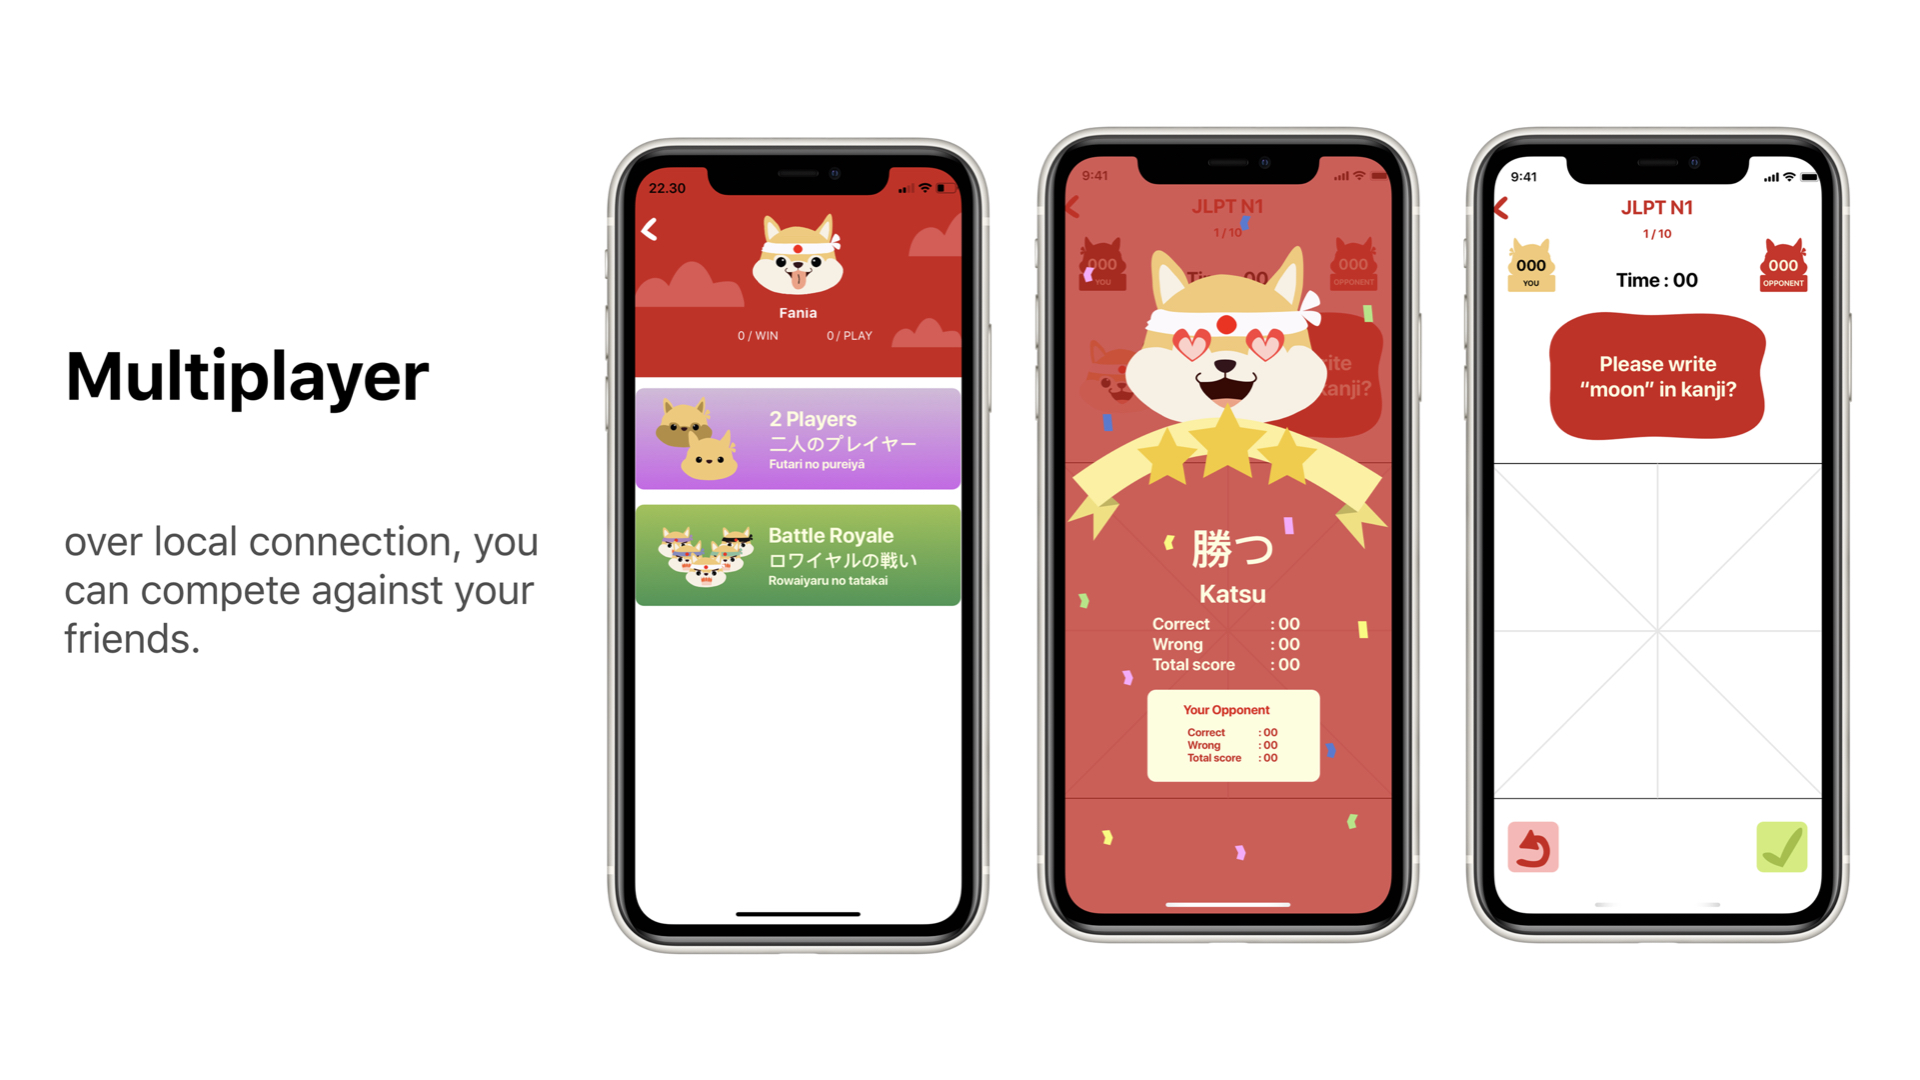 Multiplayer
over local connection, you
can compete against your
friends.
22.30
Fania
0 / WIN 0 / PLAY
2 Players
二人のプレイヤー
Futari no pureiyā
Battle Royale
ロワイヤルの戦い
Rowaiyaru no tatakai
9:41
JLPT N1
1 / 10
000
YOU
000
OPPONENT
勝つ
Katsu
Correct : 00
Wrong : 00
Total score : 00
Your Opponent
Correct : 00
Wrong : 00
Total score : 00
9:41
JLPT N1
1 / 10
000
YOU
Time : 00
000
OPPONENT
Please write
“moon” in kanji?